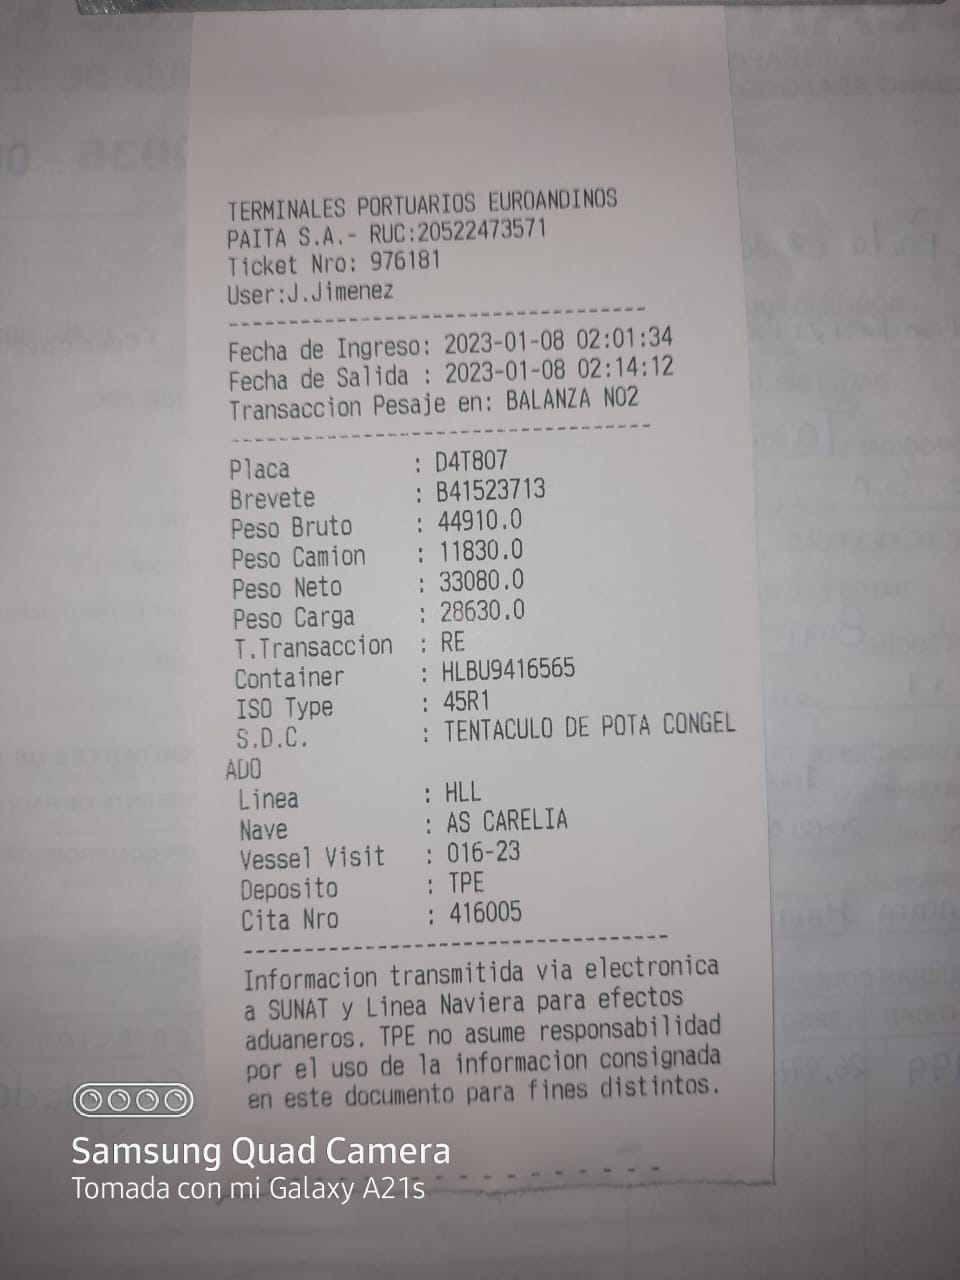 TERMINALES PORTUARIOS EUROANDINOS
PAITA S.A.- RUC:20522473571
Ticket Nro: 976181
User:J.Jimenez
------------------------------------
Fecha de Ingreso: 2023-01-08 02:01:34
Fecha de Salida : 2023-01-08 02:14:12
Transaccion Pesaje en: BALANZA NO2
------------------------------------
Placa : D4T807
Brevete : B41523713
Peso Bruto : 44910.0
Peso Camion : 11830.0
Peso Neto : 33080.0
Peso Carga : 28630.0
T.Transaccion : RE
Container : HLBU9416565
ISO Type : 45R1
S.D.C. : TENTACULO DE POTA CONGEL
ADO
Linea : HLL
Nave : AS CARELIA
Vessel Visit : 016-23
Deposito : TPE
Cita Nro : 416005
------------------------------------
Informacion transmitida via electronica
a SUNAT y Linea Naviera para efectos
aduaneros. TPE no asume responsabilidad
por el uso de la informacion consignada
en este documento para fines distintos.
Samsung Quad Camera
Tomada con mi Galaxy A21s